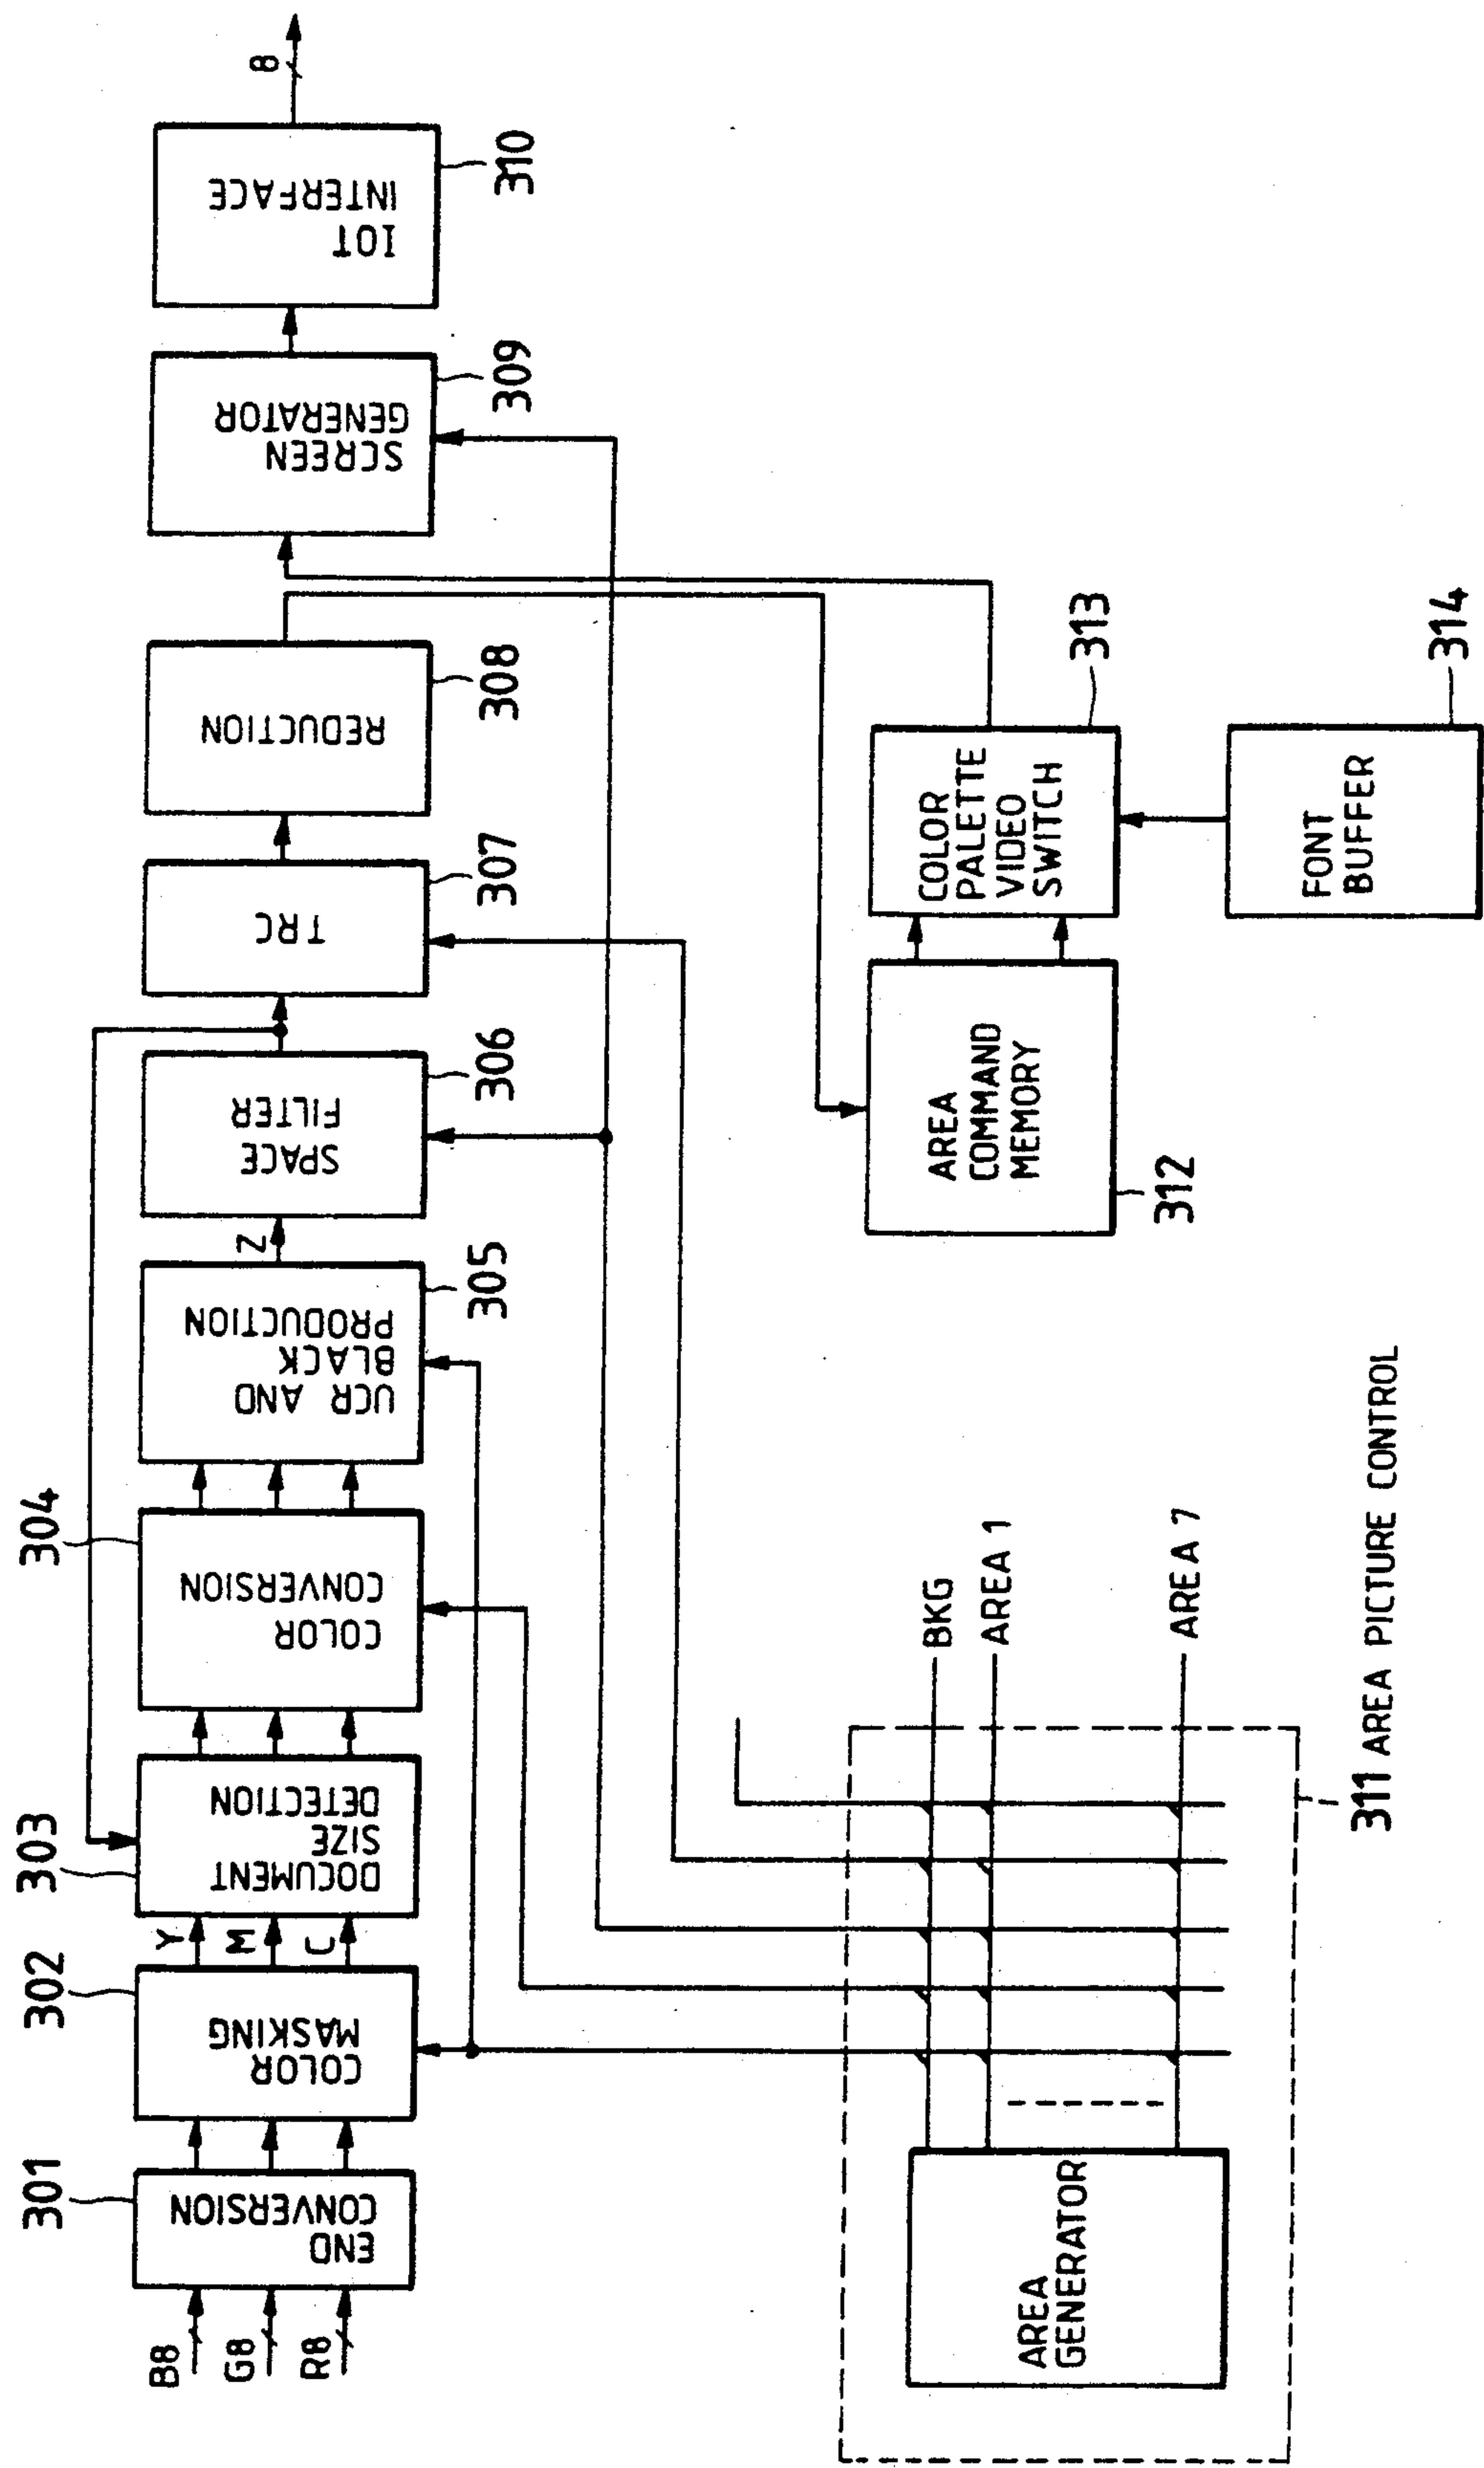 B8
G8
R8
301
END
CONVERSION
302
COLOR
MASKING
Y
M
C
303
DOCUMENT
SIZE
DETECTION
304
COLOR
CONVERSION
UCR AND
BLACK
PRODUCTION
305
Z
SPACE
FILTER
306
TRC
307
REDUCTION
308
SCREEN
GENERATOR
309
IOT
INTERFACE
310
8
AREA
GENERATOR
BKG
AREA 1
AREA 7
311 AREA PICTURE CONTROL
AREA
COMMAND
MEMORY
312
COLOR
PALETTE
VIDEO
SWITCH
313
FONT
BUFFER
314